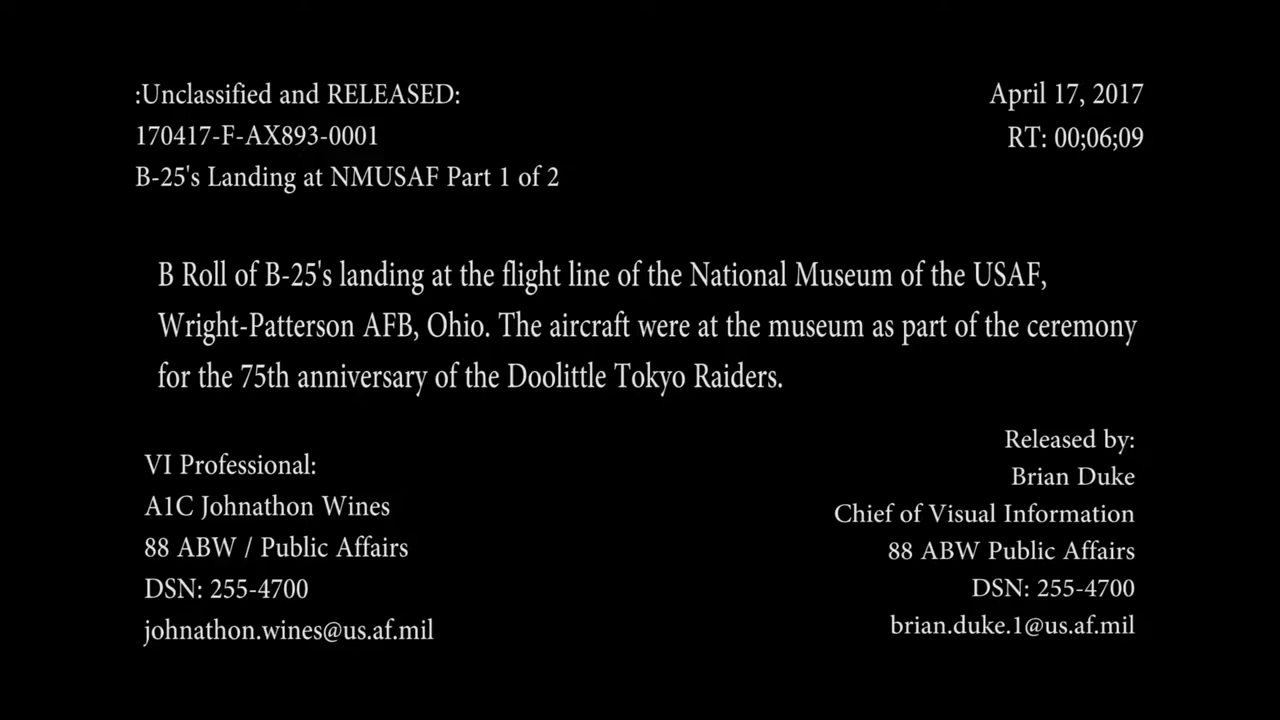 :Unclassified and RELEASED:
170417-F-AX893-0001
B-25's Landing at NMUSAF Part 1 of 2
April 17, 2017
RT: 00;06;09
B Roll of B-25's landing at the flight line of the National Museum of the USAF,
Wright-Patterson AFB, Ohio. The aircraft were at the museum as part of the ceremony
for the 75th anniversary of the Doolittle Tokyo Raiders.
VI Professional:
A1C Johnathon Wines
88 ABW / Public Affairs
DSN: 255-4700
johnathon.wines@us.af.mil
Released by:
Brian Duke
Chief of Visual Information
88 ABW Public Affairs
DSN: 255-4700
brian.duke.1@us.af.mil